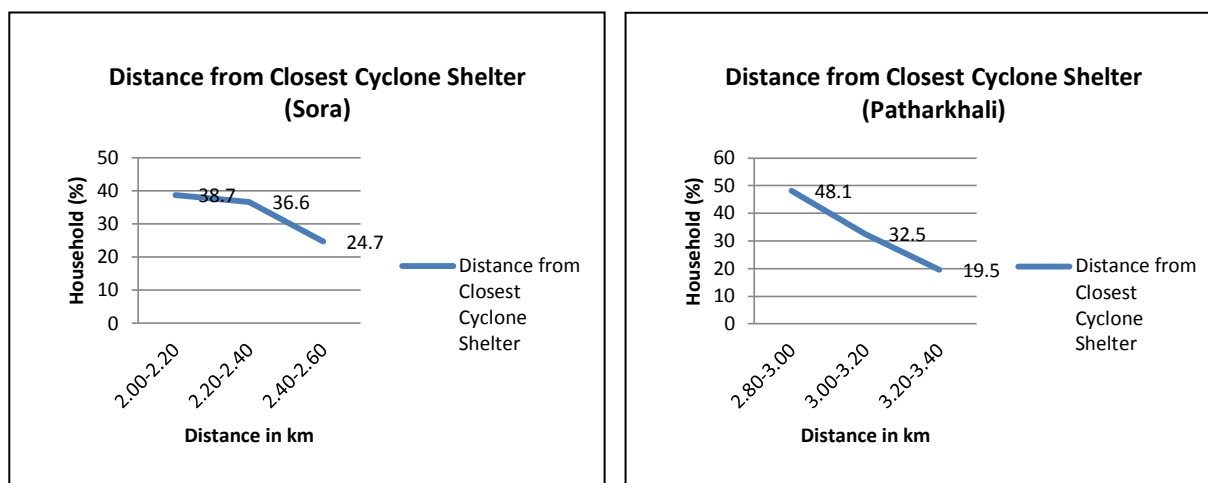 Distance from Closest Cyclone Shelter
(Sora)
Household (%)
50
40
30
20
10
0
38.7
36.6
24.7
2.00-2.20
2.20-2.40
2.40-2.60
Distance in km
Distance from
Closest
Cyclone
Shelter
Distance from Closest Cyclone Shelter
(Patharkhali)
Household (%)
60
50
40
30
20
10
0
48.1
32.5
19.5
2.80-3.00
3.00-3.20
3.20-3.40
Distance in km
Distance from
Closest
Cyclone
Shelter